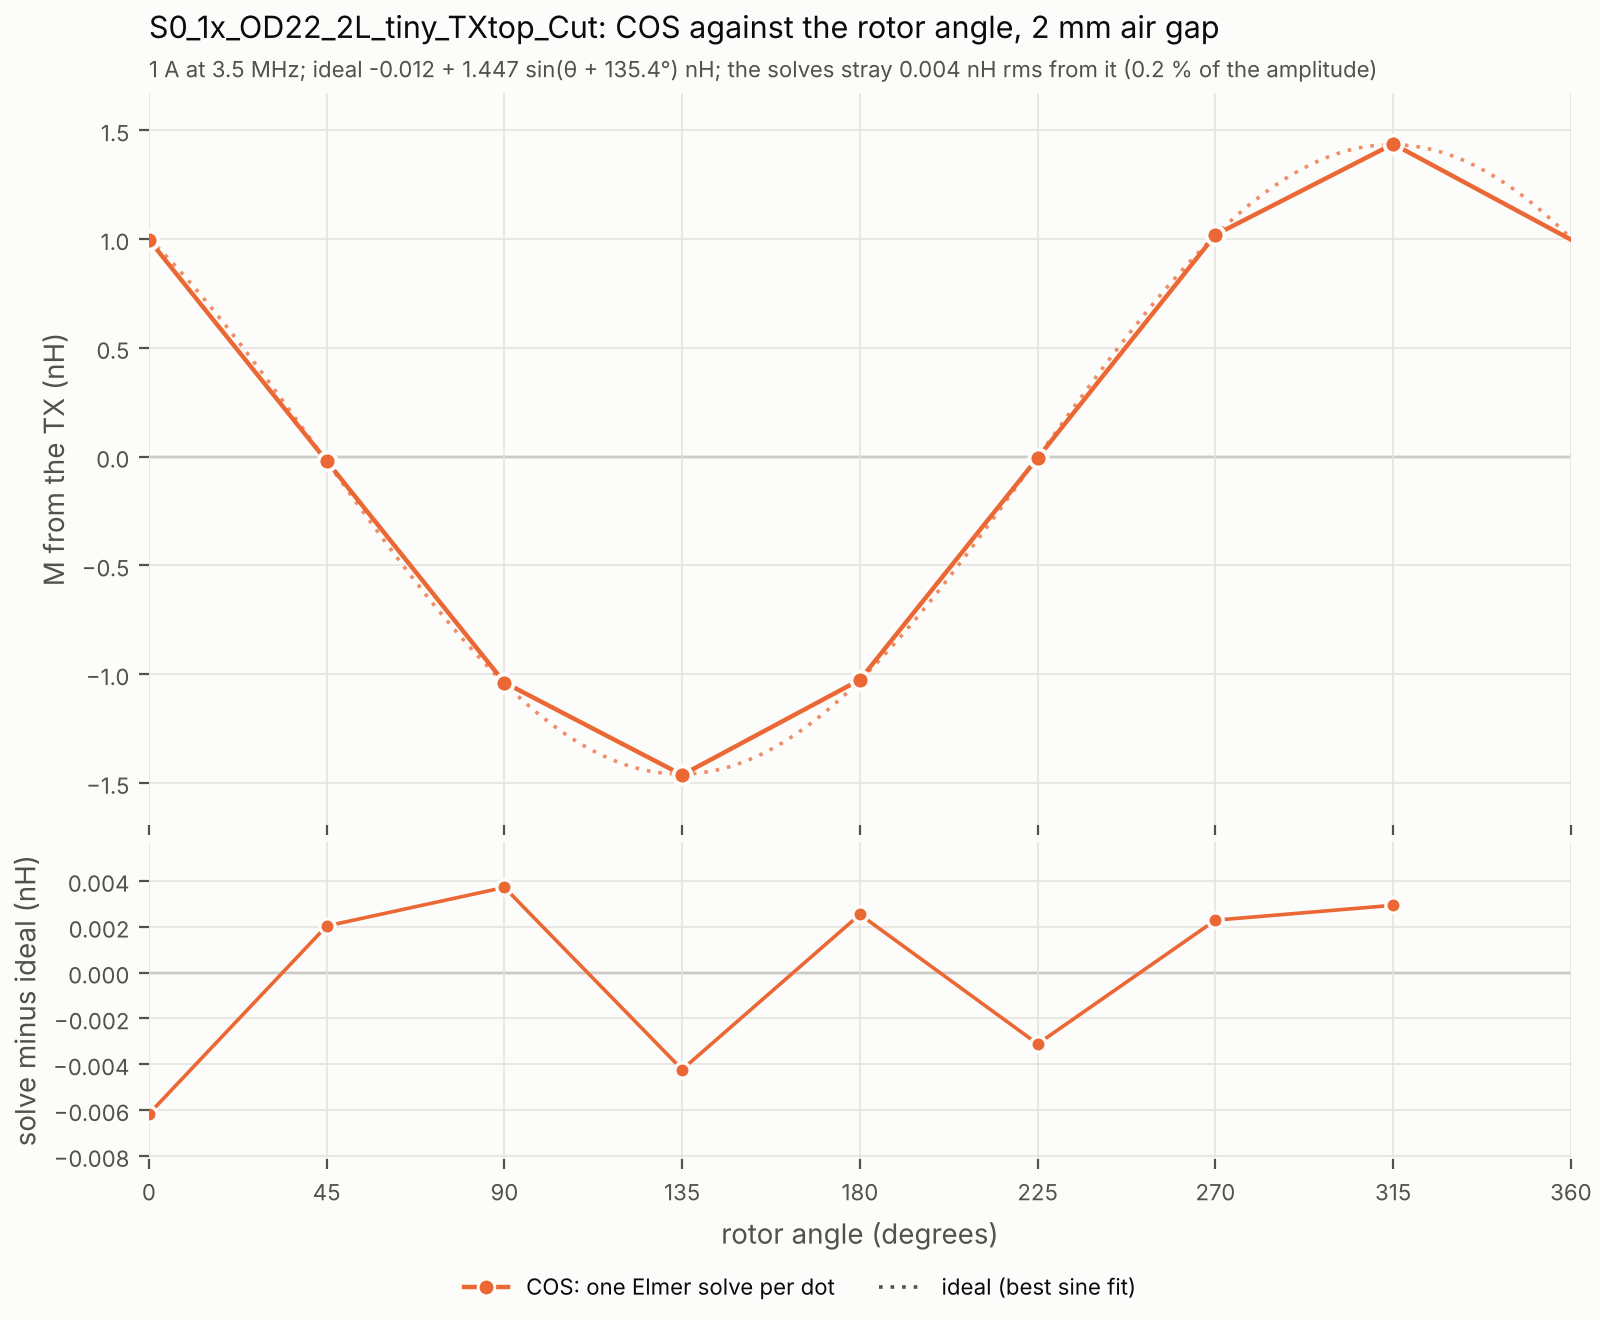 S0_1x_OD22_2L_tiny_TXtop_Cut: COS against the rotor angle, 2 mm air gap
1 A at 3.5 MHz; ideal -0.012 + 1.447 sin(θ + 135.4°) nH; the solves stray 0.004 nH rms from it (0.2 % of the amplitude)
M from the TX (nH)
1.5
1.0
0.5
0.0
−0.5
−1.0
−1.5
solve minus ideal (nH)
0.004
0.002
0.000
−0.002
−0.004
−0.006
−0.008
0 45 90 135 180 225 270 315 360
rotor angle (degrees)
COS: one Elmer solve per dot ideal (best sine fit)